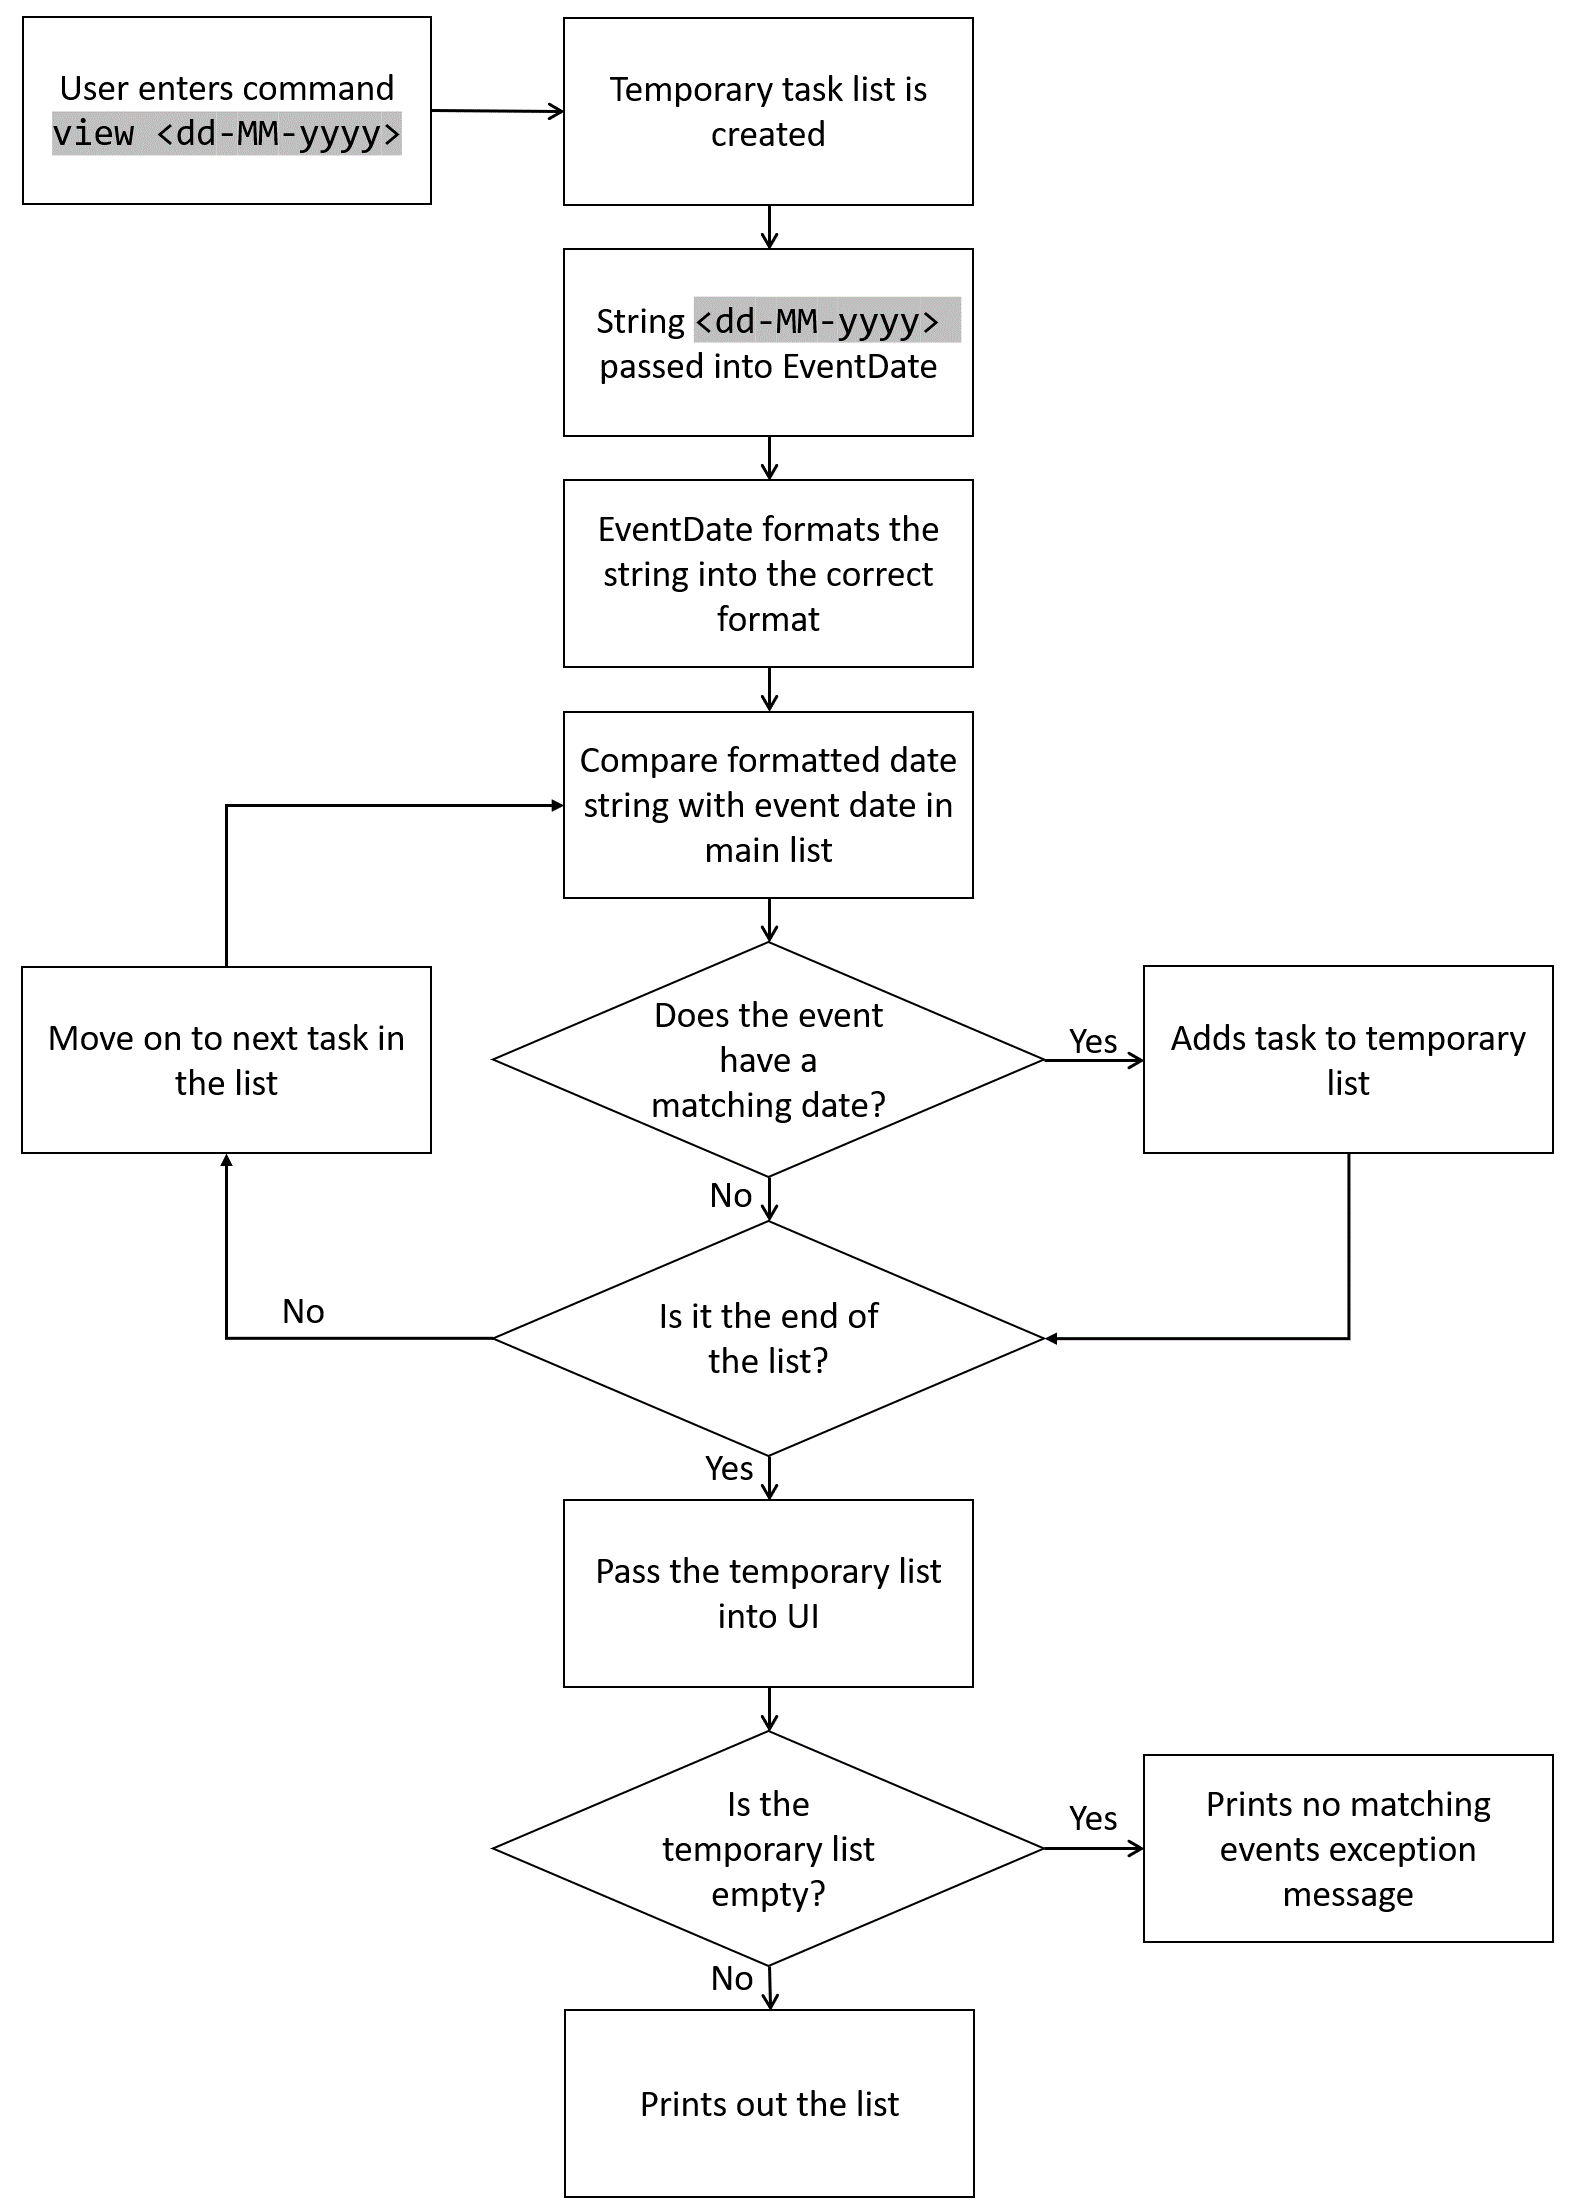 User enters command
view <dd-MM-yyyy>
Temporary task list is
created
String <dd-MM-yyyy>
passed into EventDate
EventDate formats the
string into the correct
format
Compare formatted date
string with event date in
main list
Move on to next task in
the list
Does the event
have a
matching date?
Yes
Adds task to temporary
list
No
Is it the end of
the list?
No
Yes
Pass the temporary list
into UI
Is the
temporary list
empty?
Yes
Prints no matching
events exception
message
No
Prints out the list